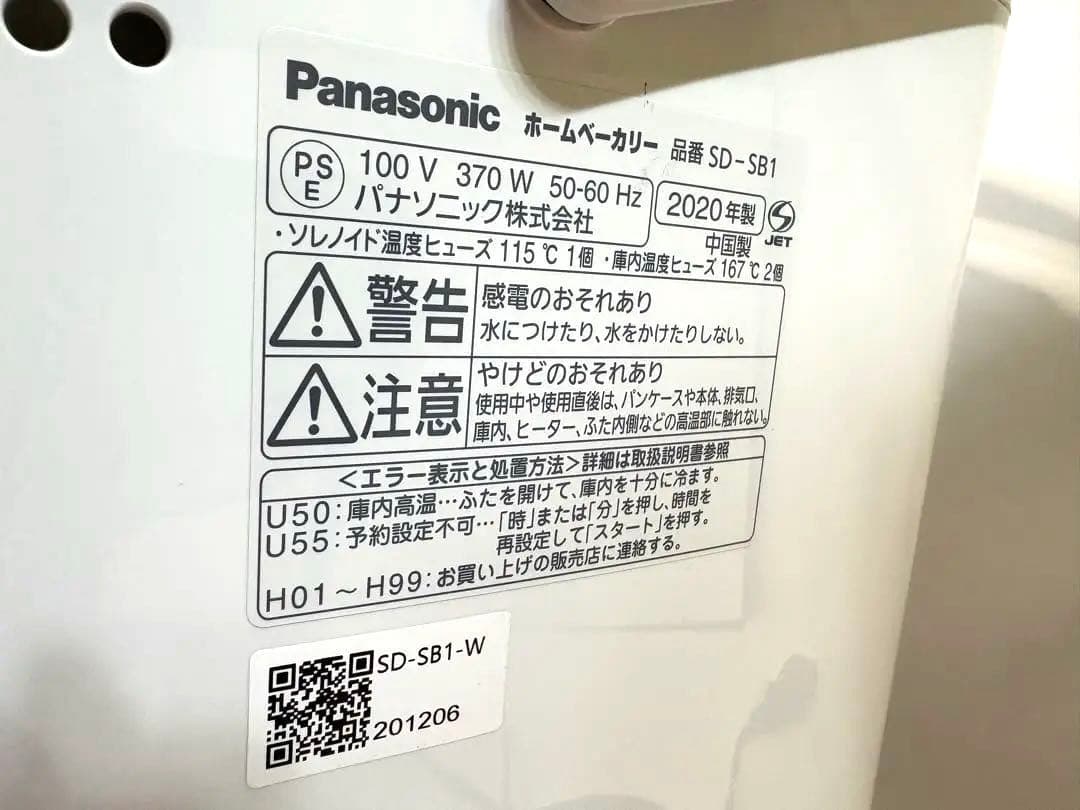 Panasonic ホームベーカリー 品番 SD-SB1
PS E 100 V 370 W 50-60 Hz
パナソニック株式会社
2020年製
中国製
JET
・ソレノイド温度ヒューズ 115℃ 1個 ・庫内温度ヒューズ 167℃ 2個
警告
感電のおそれあり
水につけたり、水をかけたりしない。
注意
やけどのおそれあり
使用中や使用直後は、パンケースや本体、排気口、
庫内、ヒーター、ふた内側などの高温部に触れない。
<エラー表示と処置方法>詳細は取扱説明書参照
U50:庫内高温…ふたを開けて、庫内を十分に冷ます。
U55:予約設定不可…「時」または「分」を押し、時間を
再設定して「スタート」を押す。
H01~H99:お買い上げの販売店に連絡する。
SD-SB1-W
201206